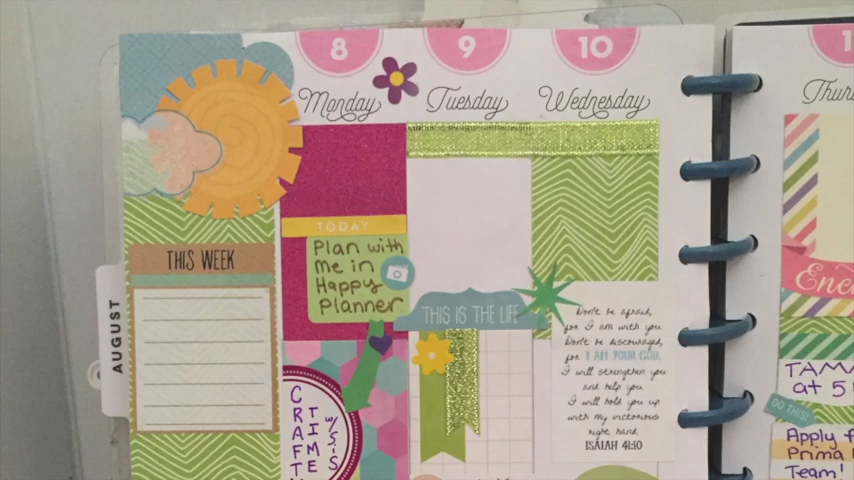 8
9
10
Monday
Tuesday
Wednesday
TODAY
Plan with
me in
Happy
Planner
THIS WEEK
AUGUST
THIS IS THE LIFE
Don't be afraid,
for I am with you.
Don't be discouraged,
for I AM YOUR GOD.
I will strengthen you
and help you.
I will hold you up
with my victorious
right hand.
ISAIAH 41:10
CRAFT
TIME
w/SIS
DO THIS!
at 5
Apply f
Prima
Team!